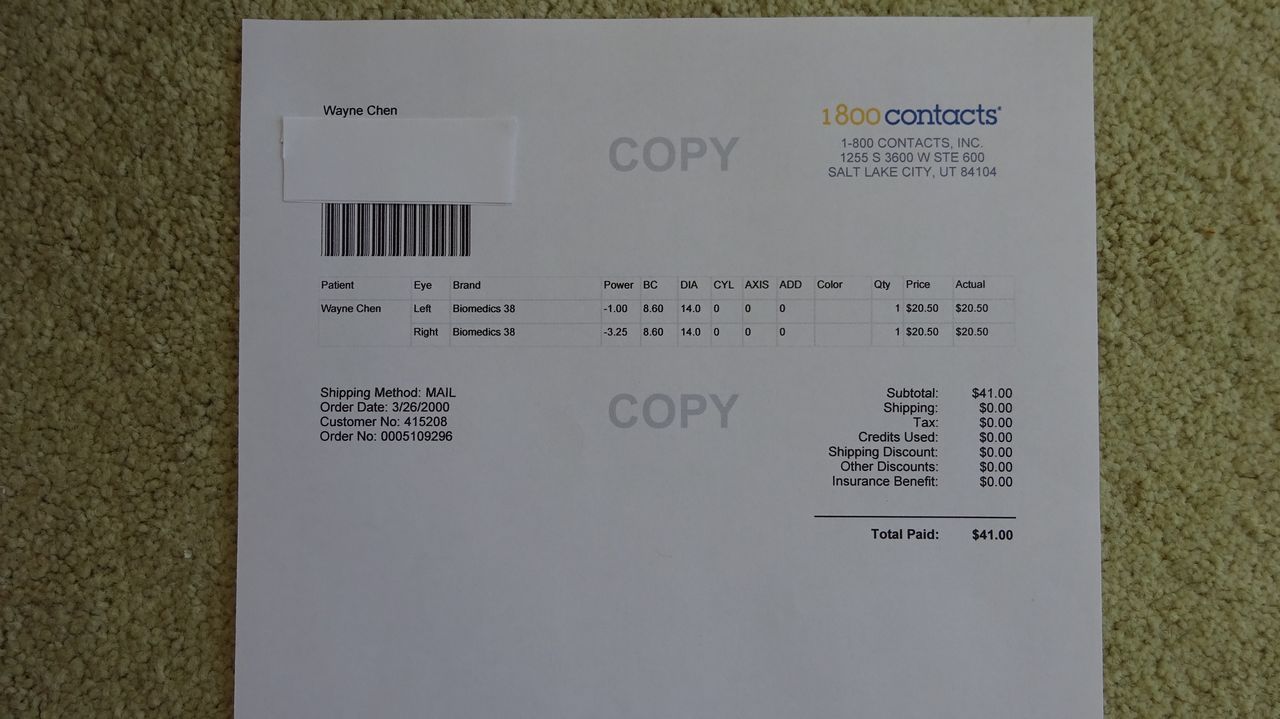 Wayne Chen
1800 contacts
COPY
1-800 CONTACTS, INC.
1255 S 3600 W STE 600
SALT LAKE CITY, UT 84104
Patient Eye Brand Power BC DIA CYL AXIS ADD Color Qty Price Actual
Wayne Chen Left Biomedics 38 -1.00 8.60 14.0 0 0 0 1 $20.50 $20.50
Right Biomedics 38 -3.25 8.60 14.0 0 0 0 1 $20.50 $20.50
Shipping Method: MAIL
Order Date: 3/26/2000
Customer No: 415208
Order No: 0005109296
COPY
Subtotal: $41.00
Shipping: $0.00
Tax: $0.00
Credits Used: $0.00
Shipping Discount: $0.00
Other Discounts: $0.00
Insurance Benefit: $0.00
Total Paid: $41.00